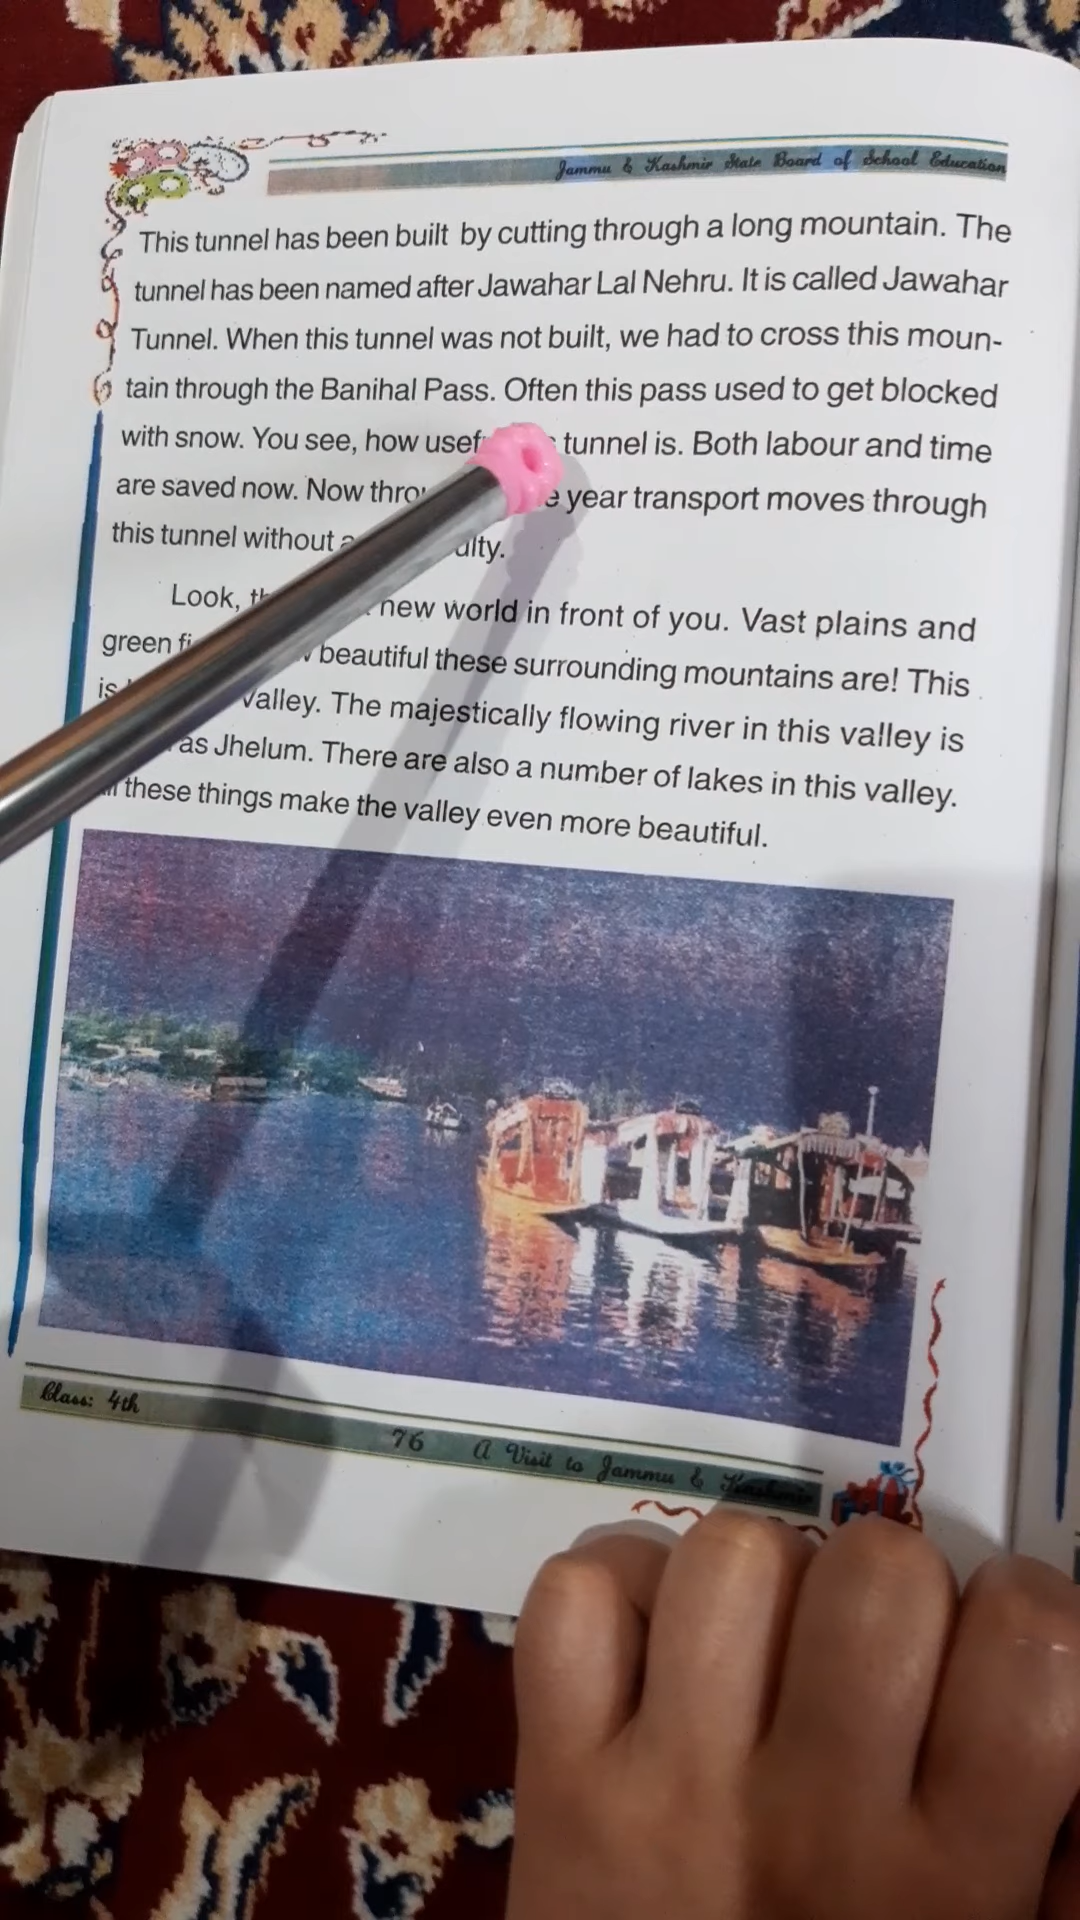 Jammu & Kashmir State Board of School Education
This tunnel has been built by cutting through a long mountain. The
tunnel has been named after Jawahar Lal Nehru. It is called Jawahar
Tunnel. When this tunnel was not built, we had to cross this moun-
tain through the Banihal Pass. Often this pass used to get blocked
with snow. You see, how tunnel is. Both labour and time
are saved now. Now year transport moves through
this tunnel without
Look, new world in front of you. Vast plains and
green beautiful these surrounding mountains are! This
is valley. The majestically flowing river in this valley is
as Jhelum. There are also a number of lakes in this valley.
these things make the valley even more beautiful.
Class: 4th
76 A Visit to Jammu & Kashmir